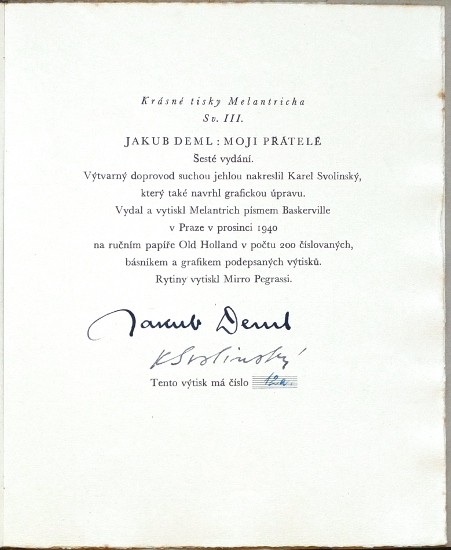 Krásné tisky Melantricha
Sv. III.
JAKUB DEML : MOJI PŘÁTELÉ
Šesté vydání.
Výtvarný doprovod suchou jehlou nakreslil Karel Svolinský,
který také navrhl grafickou úpravu.
Vydal a vytiskl Melantrich písmem Baskerville
v Praze v prosinci 1940
na ručním papíře Old Holland v počtu 200 číslovaných,
básníkem a grafikem podepsaných výtisků.
Rytiny vytiskl Mirro Pegrassi.
Jakub Deml
K Svolinský
Tento výtisk má číslo